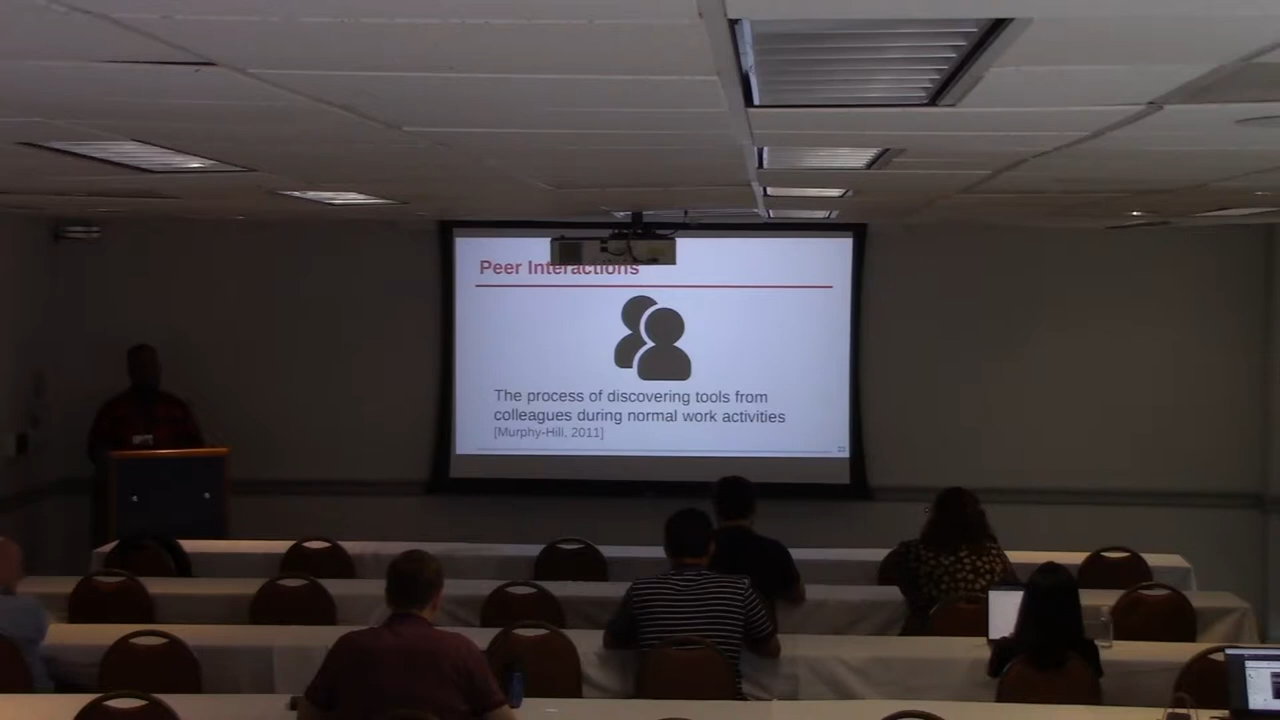 Peer Interactions
The process of discovering tools from
colleagues during normal work activities
[Murphy-Hill, 2011]